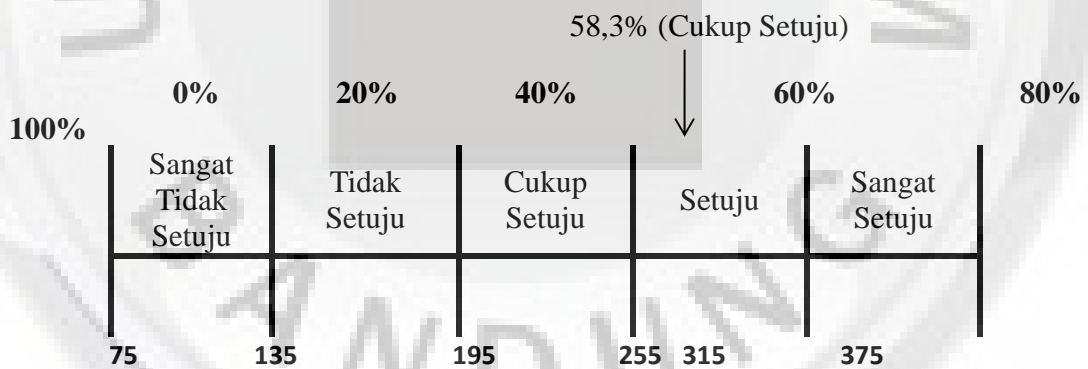 58,3% (Cukup Setuju)
0% 20% 40% 60% 80%
100%
Sangat
Tidak
Setuju
Tidak
Setuju
Cukup
Setuju
Setuju
Sangat
Setuju
75 135 195 255 315 375